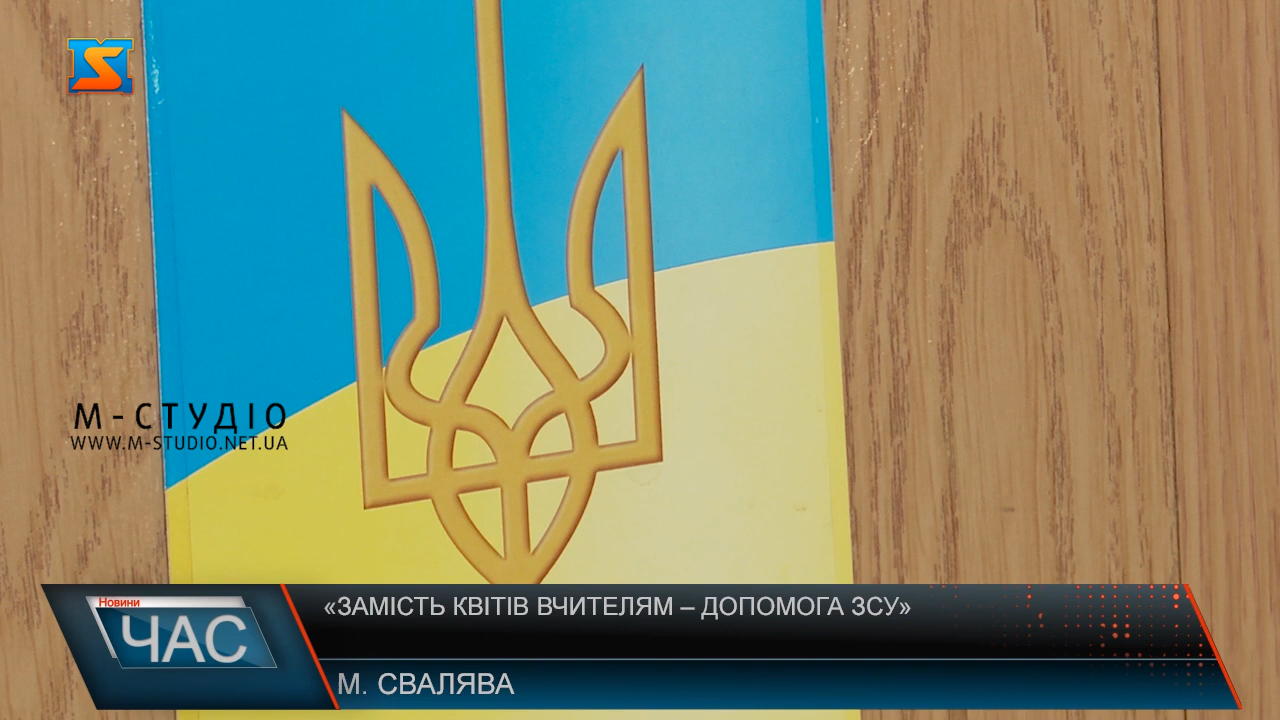 М-СТУДІО
WWW.M-STUDIO.NET.UA
Новини
ЧАС
«ЗАМІСТЬ КВІТІВ ВЧИТЕЛЯМ – ДОПОМОГА ЗСУ»
М. СВАЛЯВА